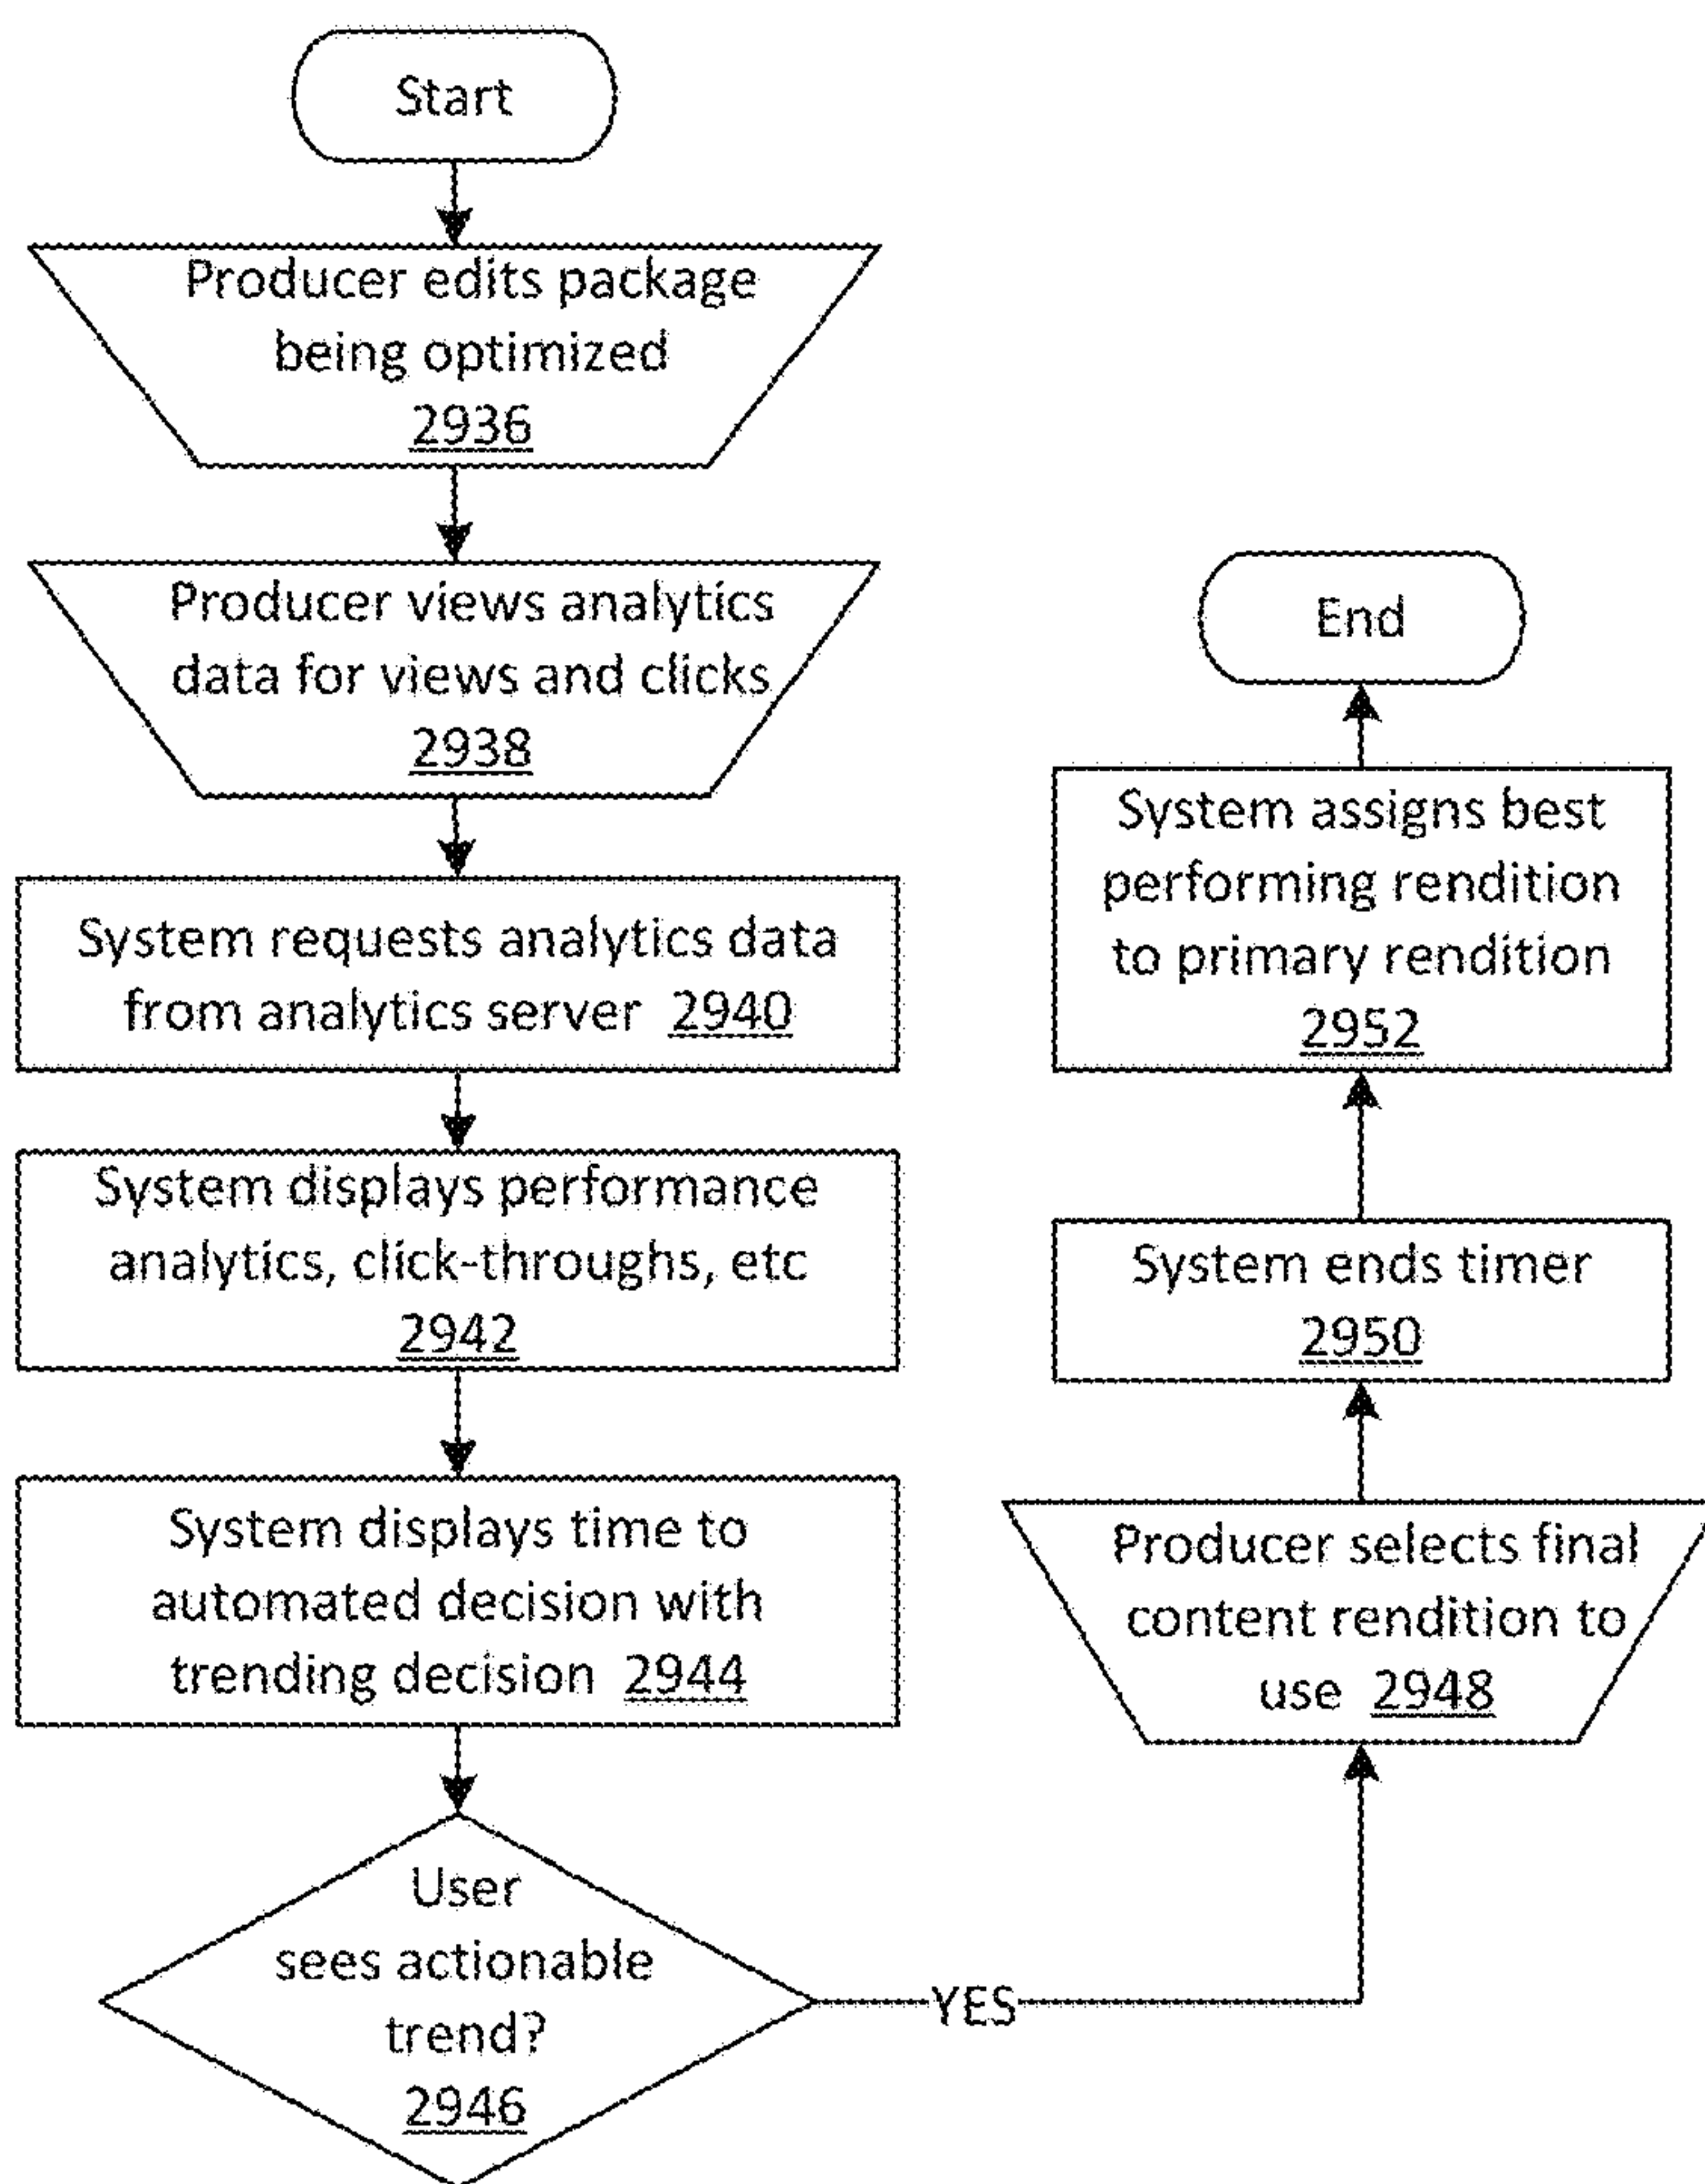 Start
Producer edits package
being optimized
2936
Producer views analytics
data for views and clicks
2938
System requests analytics data
from analytics server 2940
System displays performance
analytics, click-throughs, etc
2942
System displays time to
automated decision with
trending decision 2944
User
sees actionable
trend?
2946
YES
Producer selects final
content rendition to
use 2948
System ends timer
2950
System assigns best
performing rendition
to primary rendition
2952
End